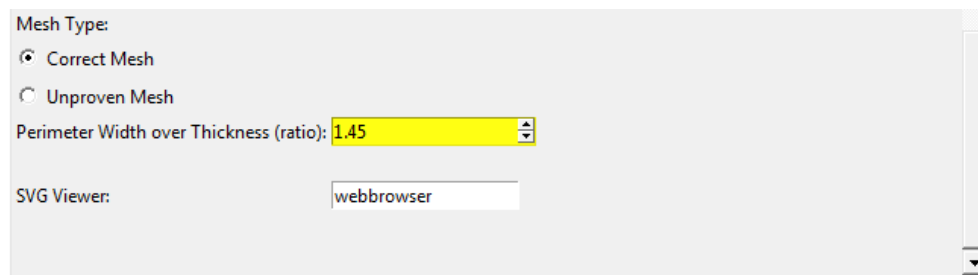 Mesh Type:
Correct Mesh
Unproven Mesh
Perimeter Width over Thickness (ratio): 1.45
SVG Viewer: webbrowser